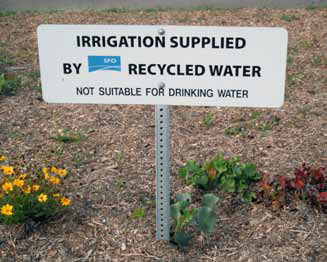 IRRIGATION SUPPLIED
BY SFO RECYCLED WATER
NOT SUITABLE FOR DRINKING WATER